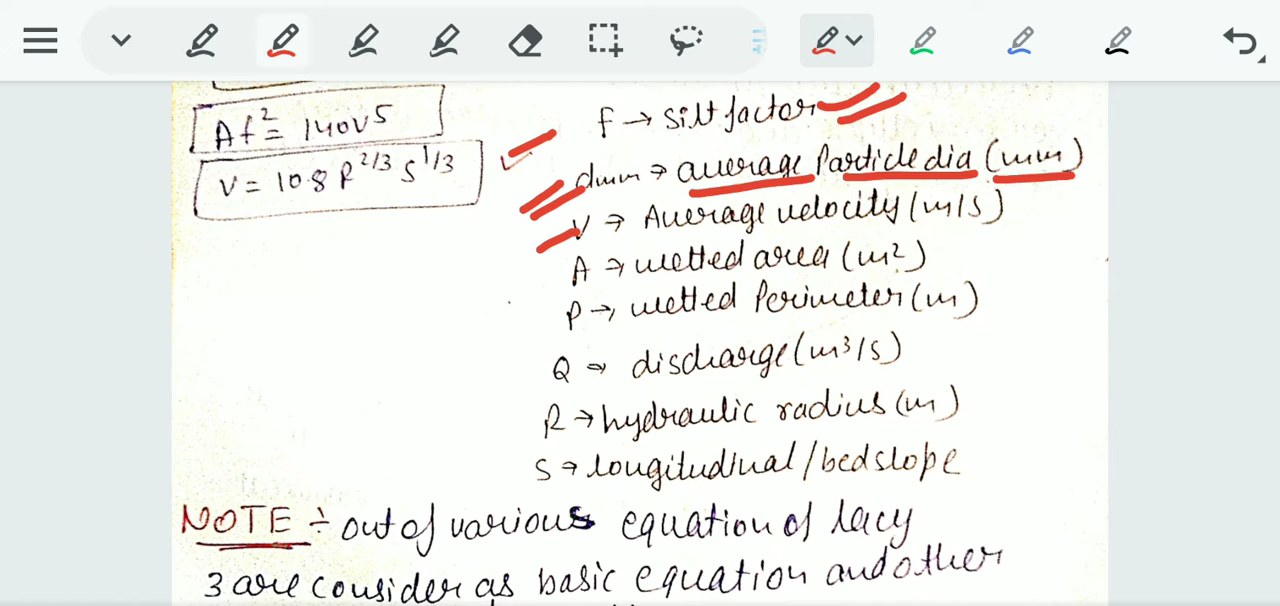 Af² = 140V5
V = 10.8 R^2/3 S^1/3
f → silt factor
dmm → average Particle dia (mm)
V → Average velocity (m/s)
A → wetted area (m²)
P → wetted Perimeter (m)
Q → discharge (m³/s)
R → hydraulic radius (m)
S → longitudinal/bed slope
NOTE ÷ out of various equation of lacy
3 are consider as basic equation and other